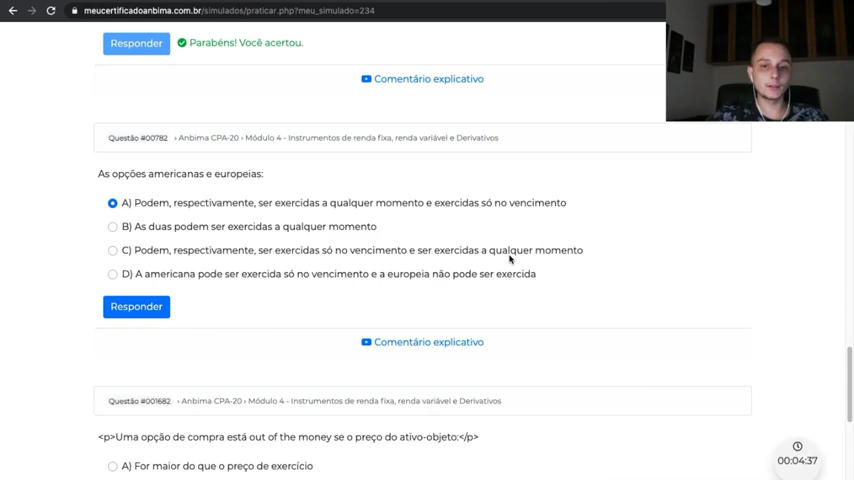 meucertificadoanbima.com.br/simulados/praticar.php?meu_simulado=234
Responder
Parabéns! Você acertou.
Comentário explicativo
Questão #00782 › Anbima CPA-20 › Módulo 4 - Instrumentos de renda fixa, renda variável e Derivativos
As opções americanas e europeias:
A) Podem, respectivamente, ser exercidas a qualquer momento e exercidas só no vencimento
B) As duas podem ser exercidas a qualquer momento
C) Podem, respectivamente, ser exercidas só no vencimento e ser exercidas a qualquer momento
D) A americana pode ser exercida só no vencimento e a europeia não pode ser exercida
Responder
Comentário explicativo
Questão #001682 › Anbima CPA-20 › Módulo 4 - Instrumentos de renda fixa, renda variável e Derivativos
<p>Uma opção de compra está out of the money se o preço do ativo-objeto:</p>
A) For maior do que o preço de exercício
00:04:37